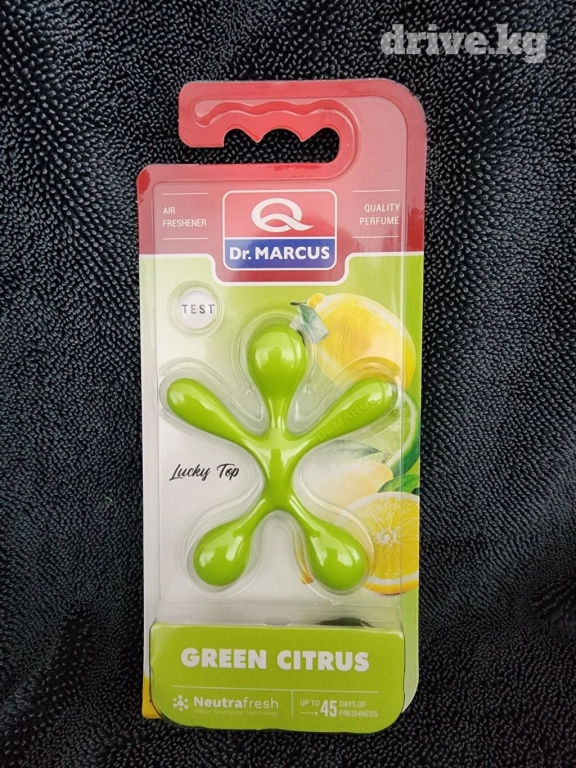 drive.kg
AIR
FRESHENER
QUALITY
PERFUME
Dr. MARCUS
TEST
Lucky Top
GREEN CITRUS
Neutrafresh
UP TO 45 DAYS OF
FRESHNESS